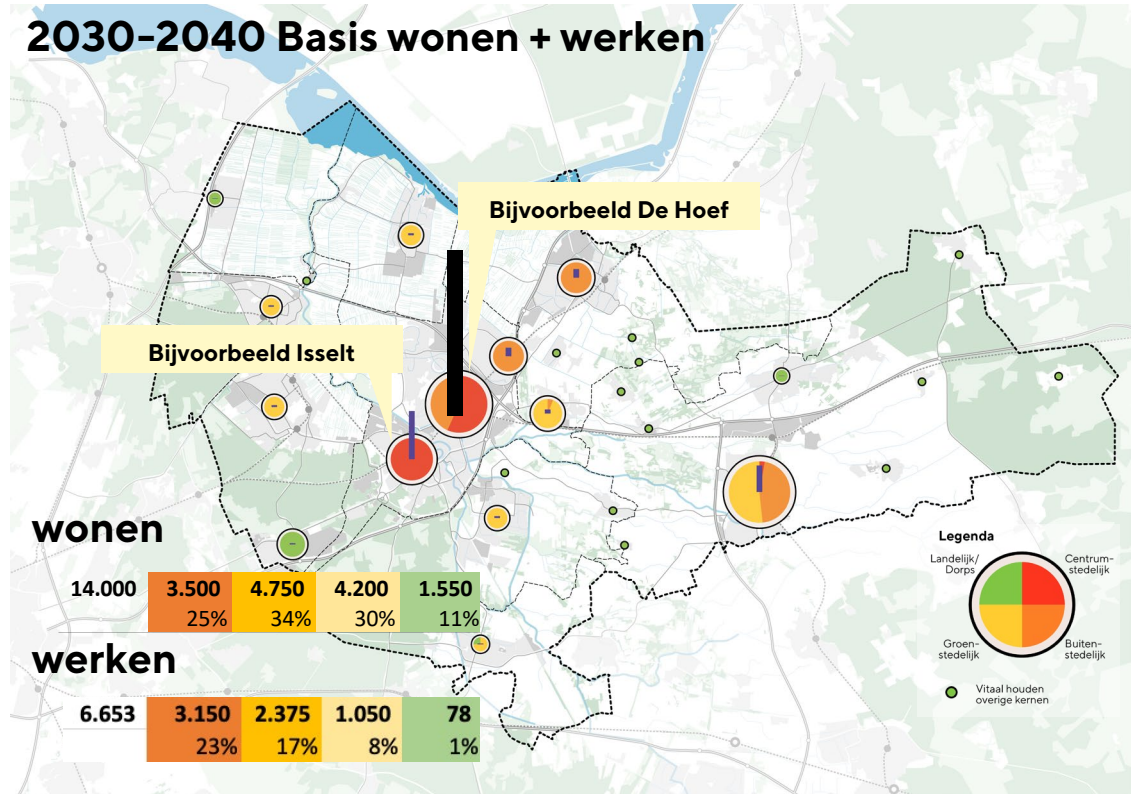 2030-2040 Basis wonen + werken
Bijvoorbeeld De Hoef
Bijvoorbeeld Isselt
wonen
14.000 3.500 4.750 4.200 1.550
25% 34% 30% 11%
werken
6.653 3.150 2.375 1.050 78
23% 17% 8% 1%
Legenda
Landelijk/
Dorps
Centrum-
stedelijk
Groen-
stedelijk
Buiten-
stedelijk
Vitaal houden
overige kernen